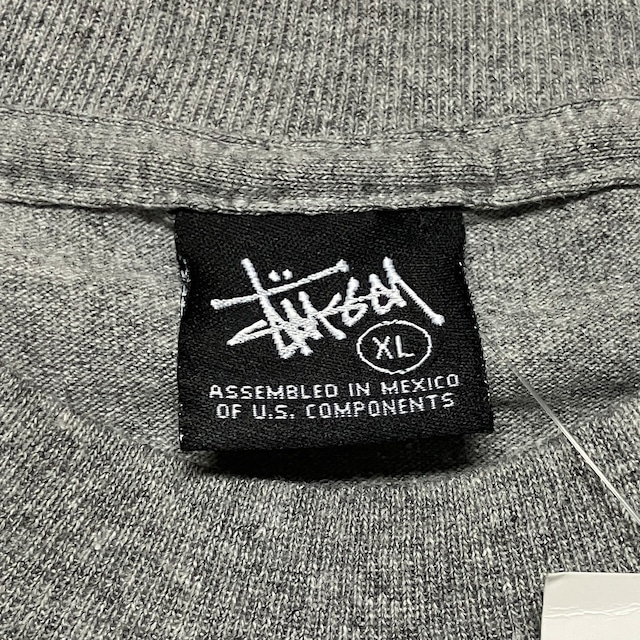 Stüssy
XL
ASSEMBLED IN MEXICO
OF U.S. COMPONENTS